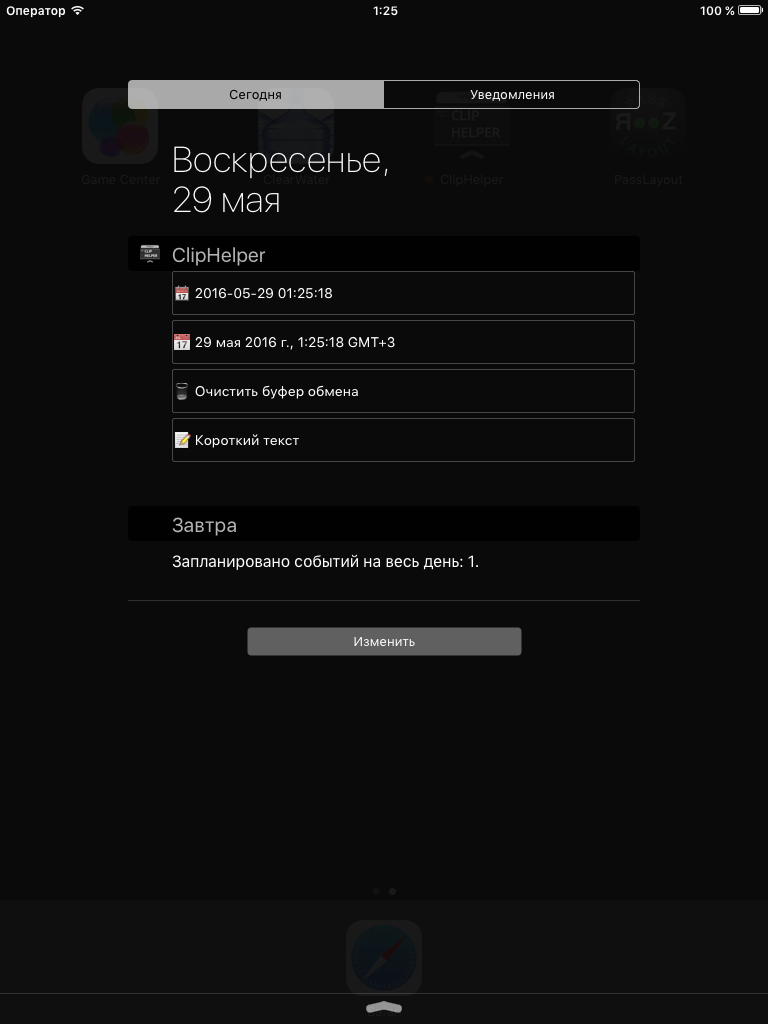 Оператор 1:25 100 %
Сегодня Уведомления
CLIP
HELPER
Game Center ClearWater ClipHelper PassLayout
Воскресенье,
29 мая
ClipHelper
2016-05-29 01:25:18
29 мая 2016 г., 1:25:18 GMT+3
Очистить буфер обмена
Короткий текст
Завтра
Запланировано событий на весь день: 1.
Изменить